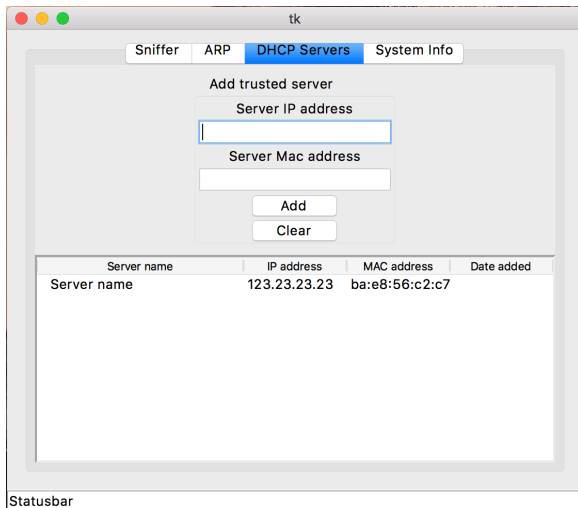 tk
Sniffer ARP DHCP Servers System Info
Add trusted server
Server IP address
Server Mac address
Add
Clear
Server name IP address MAC address Date added
Server name 123.23.23.23 ba:e8:56:c2:c7
Statusbar